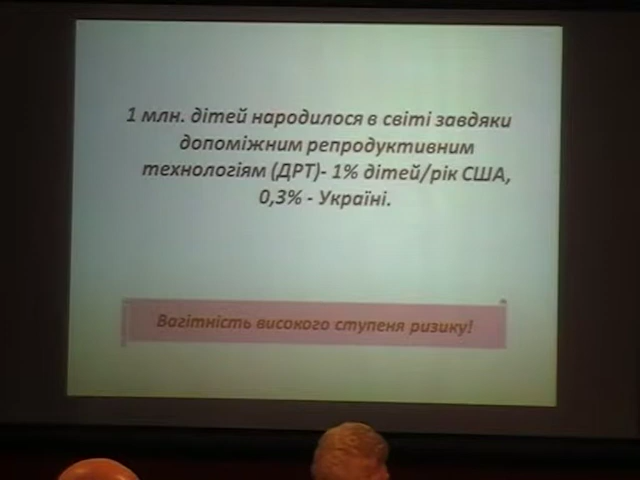 1 млн. дітей народилося в світі завдяки
допоміжним репродуктивним
технологіям (ДРТ)- 1% дітей/рік США,
0,3% - Україні.
Вагітність високого ступеня ризику!